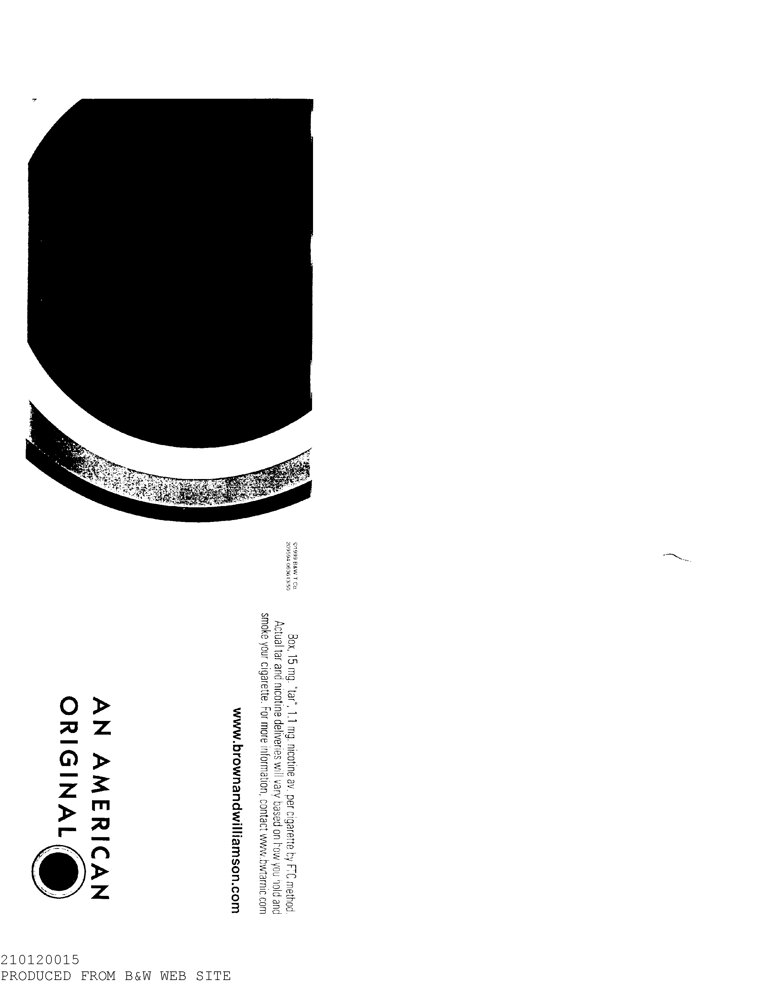 ©1999 B&W T Co.
Box, 15 mg. "tar", 1.1 mg. nicotine av. per cigarette by FTC method.
Actual tar and nicotine deliveries will vary based on how you hold and
smoke your cigarette. For more information, contact www.bwtarnic.com
www.brownandwilliamson.com
AN AMERICAN
ORIGINAL
210120015
PRODUCED FROM B&W WEB SITE